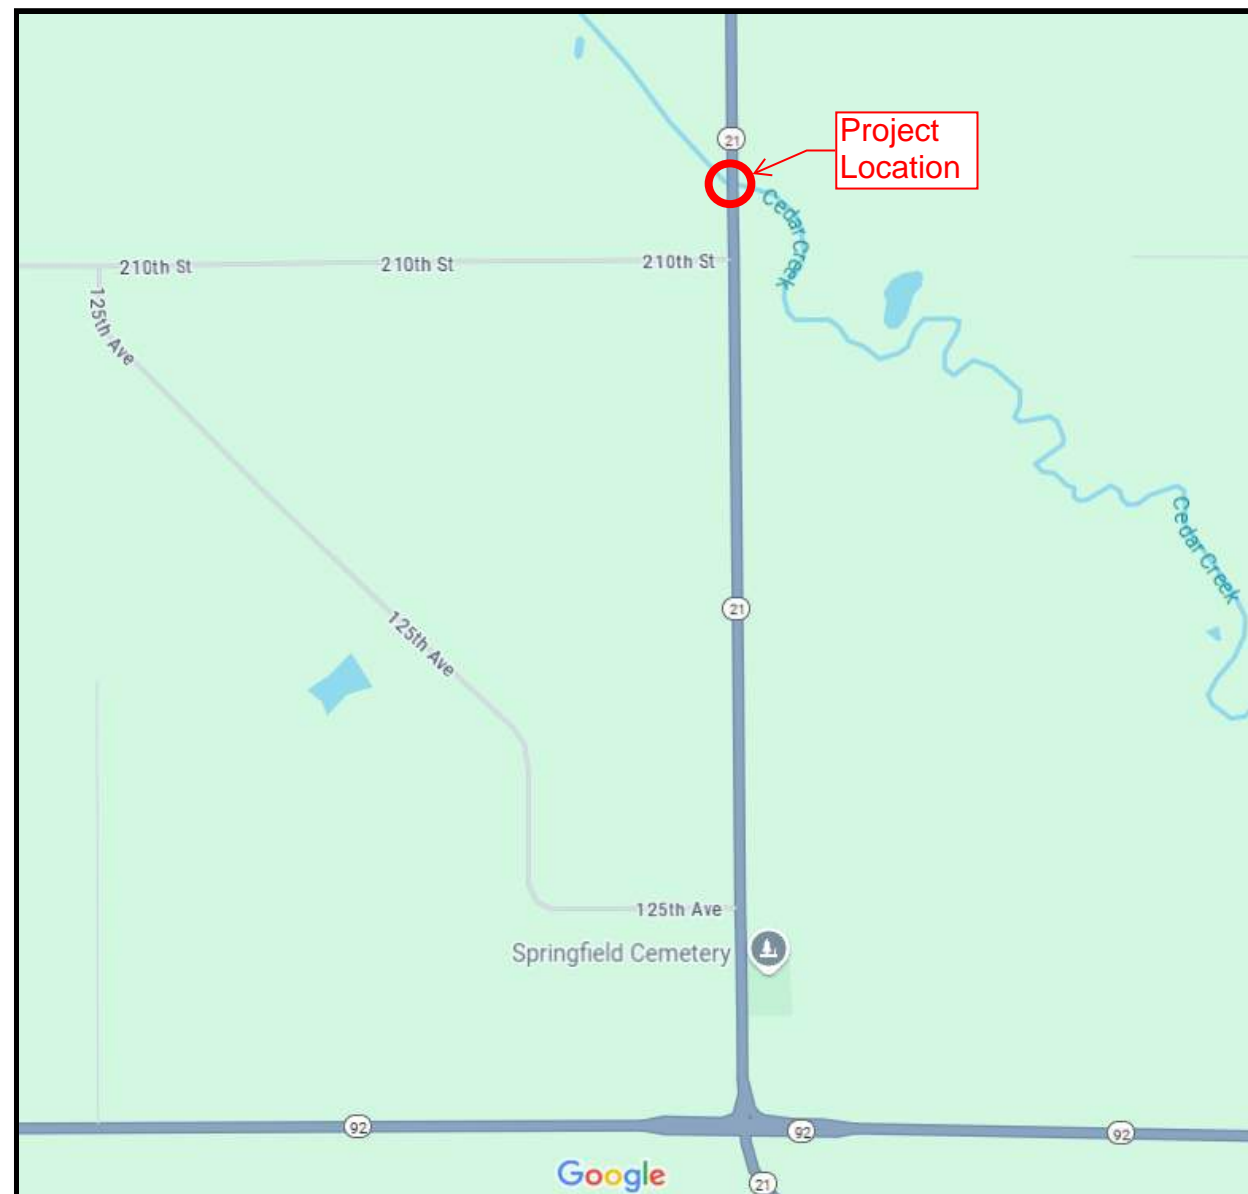 21
Project
Location
Cedar Creek
210th St
210th St
210th St
125th Ave
Cedar Creek
21
125th Ave
125th Ave
Springfield Cemetery
92
92
92
Google
21